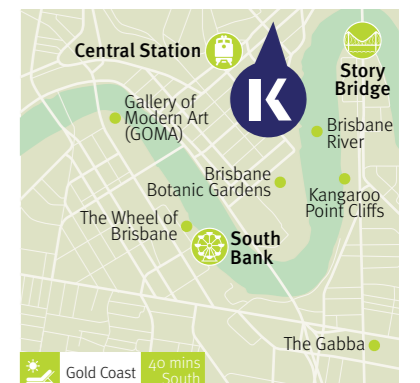 Central Station
Story
Bridge
K
Gallery of
Modern Art
(GOMA)
Brisbane
River
Brisbane
Botanic Gardens
Kangaroo
Point Cliffs
The Wheel of
Brisbane
South
Bank
The Gabba
Gold Coast
40 mins
South